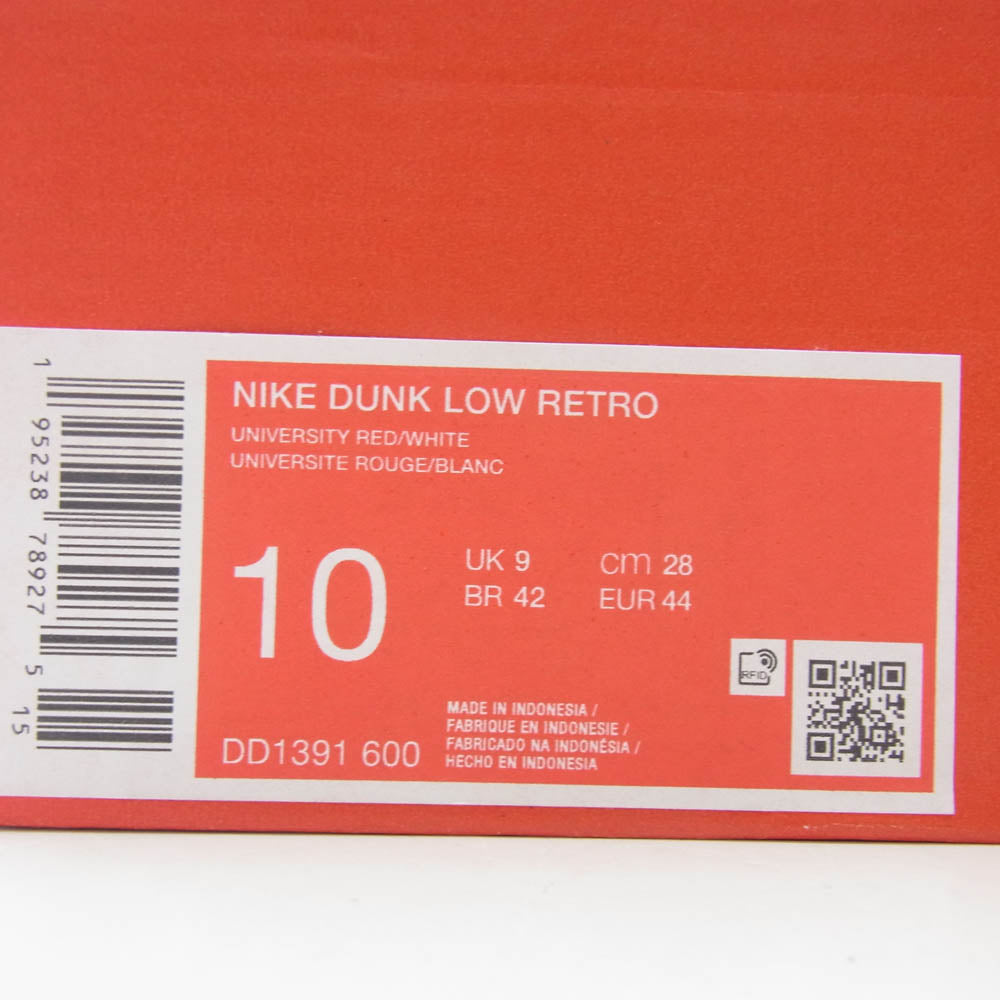 1 95238 78927 5 15
NIKE DUNK LOW RETRO
UNIVERSITY RED/WHITE
UNIVERSITE ROUGE/BLANC
10
UK 9 cm 28
BR 42 EUR 44
RFID
DD1391 600
MADE IN INDONESIA /
FABRIQUE EN INDONESIE /
FABRICADO NA INDONÉSIA /
HECHO EN INDONESIA